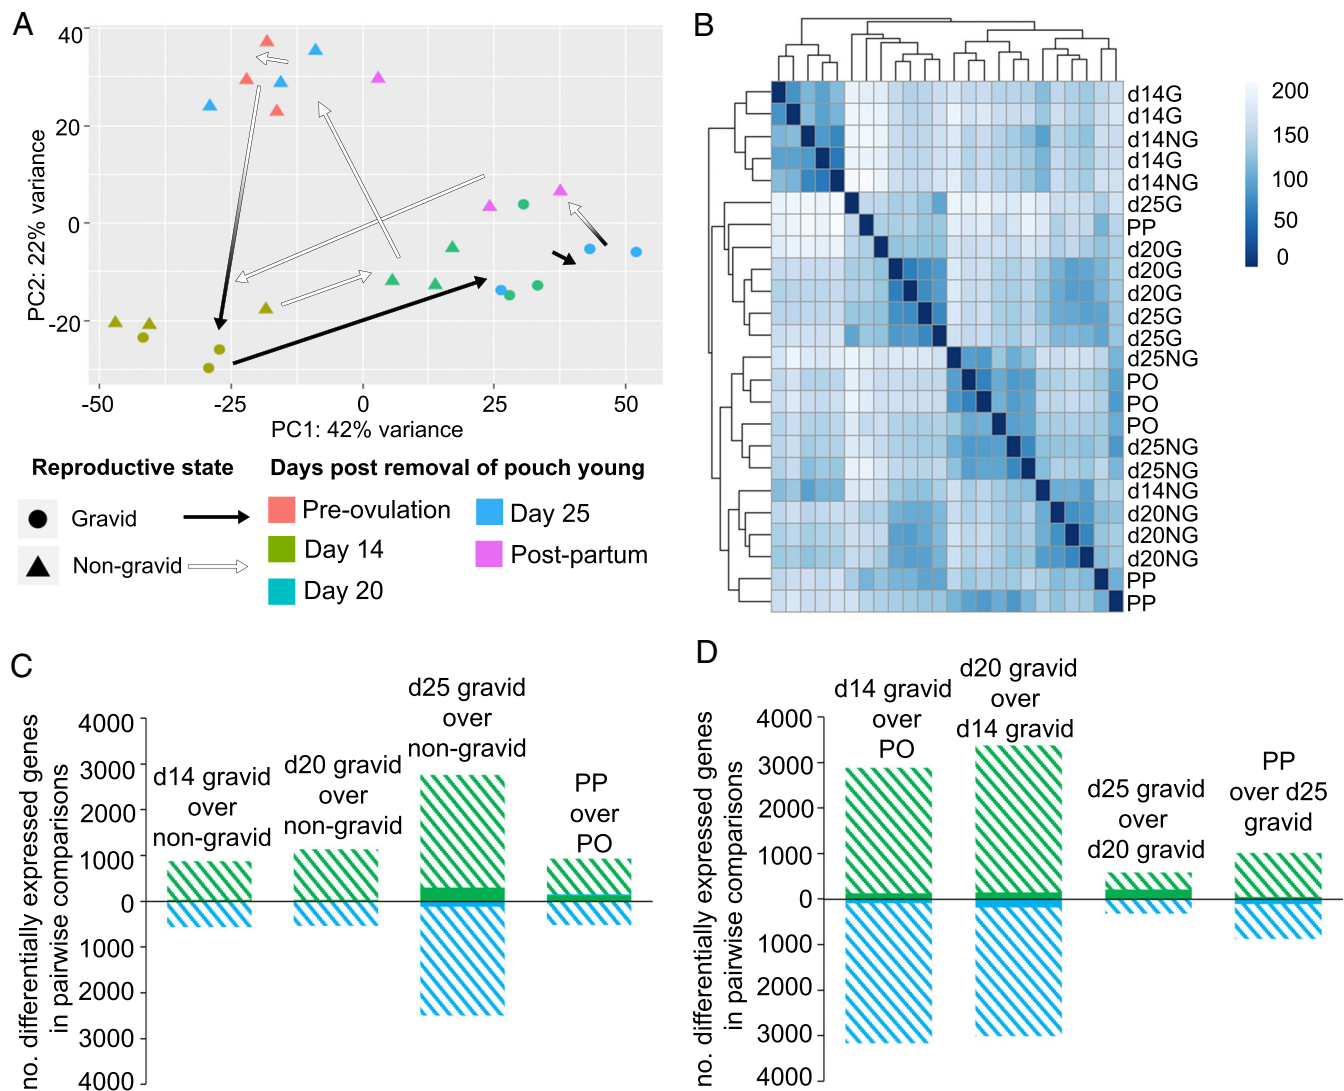 A
40
20
0
-20
PC2: 22% variance
-50
-25
0
25
50
PC1: 42% variance
Reproductive state
Gravid
Non-gravid
Days post removal of pouch young
Pre-ovulation
Day 14
Day 20
Day 25
Post-partum
B
200
150
100
50
0
d14G
d14G
d14NG
d14G
d14NG
d25G
PP
d20G
d20G
d20G
d25G
d25G
d25NG
PO
PO
PO
d25NG
d25NG
d14NG
d20NG
d20NG
d20NG
PP
PP
C
no. differentially expressed genes
in pairwise comparisons
4000
3000
2000
1000
0
1000
2000
3000
4000
d14 gravid
over
non-gravid
d20 gravid
over
non-gravid
d25 gravid
over
non-gravid
PP
over
PO
D
no. differentially expressed genes
in pairwise comparisons
4000
3000
2000
1000
0
1000
2000
3000
4000
d14 gravid
over
PO
d20 gravid
over
d14 gravid
d25 gravid
over
d20 gravid
PP
over d25
gravid